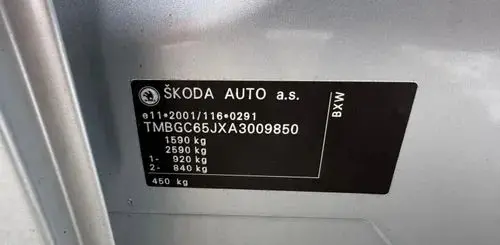 ŠKODA AUTO a.s.
e11*2001/116*0291
TMBGC65JXA3009850
1590 kg
2590 kg
1- 920 kg
2- 840 kg
450 kg
BXW